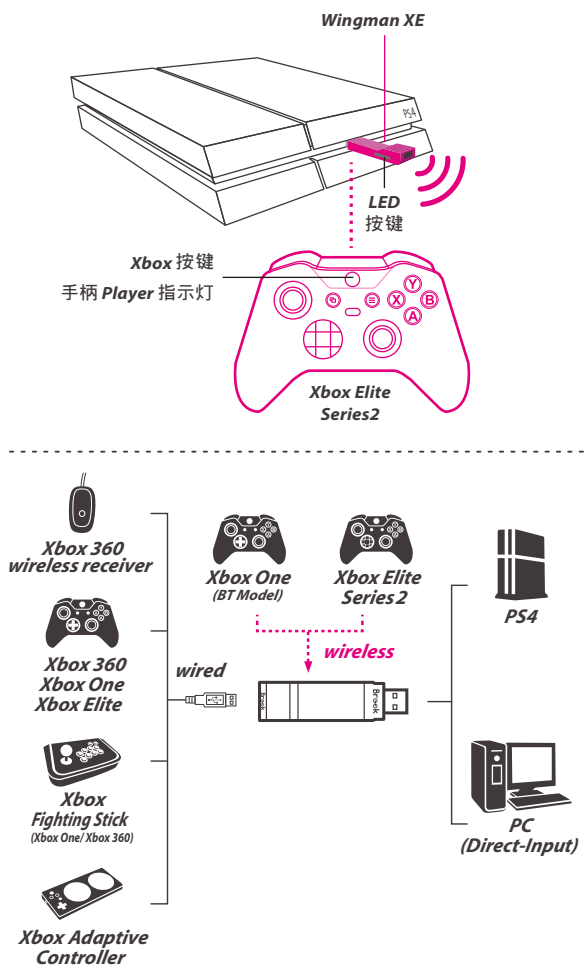 Wingman XE
PS4
LED
按键
Xbox 按键
手柄 Player 指示灯
Y
X
B
A
Xbox Elite
Series2
Xbox 360
wireless receiver
Xbox One
(BT Model)
Xbox Elite
Series2
PS4
wireless
Xbox 360
Xbox One
Xbox Elite
wired
Brook
Brook
Xbox
Fighting Stick
(Xbox One/ Xbox 360)
PC
(Direct-Input)
Xbox Adaptive
Controller